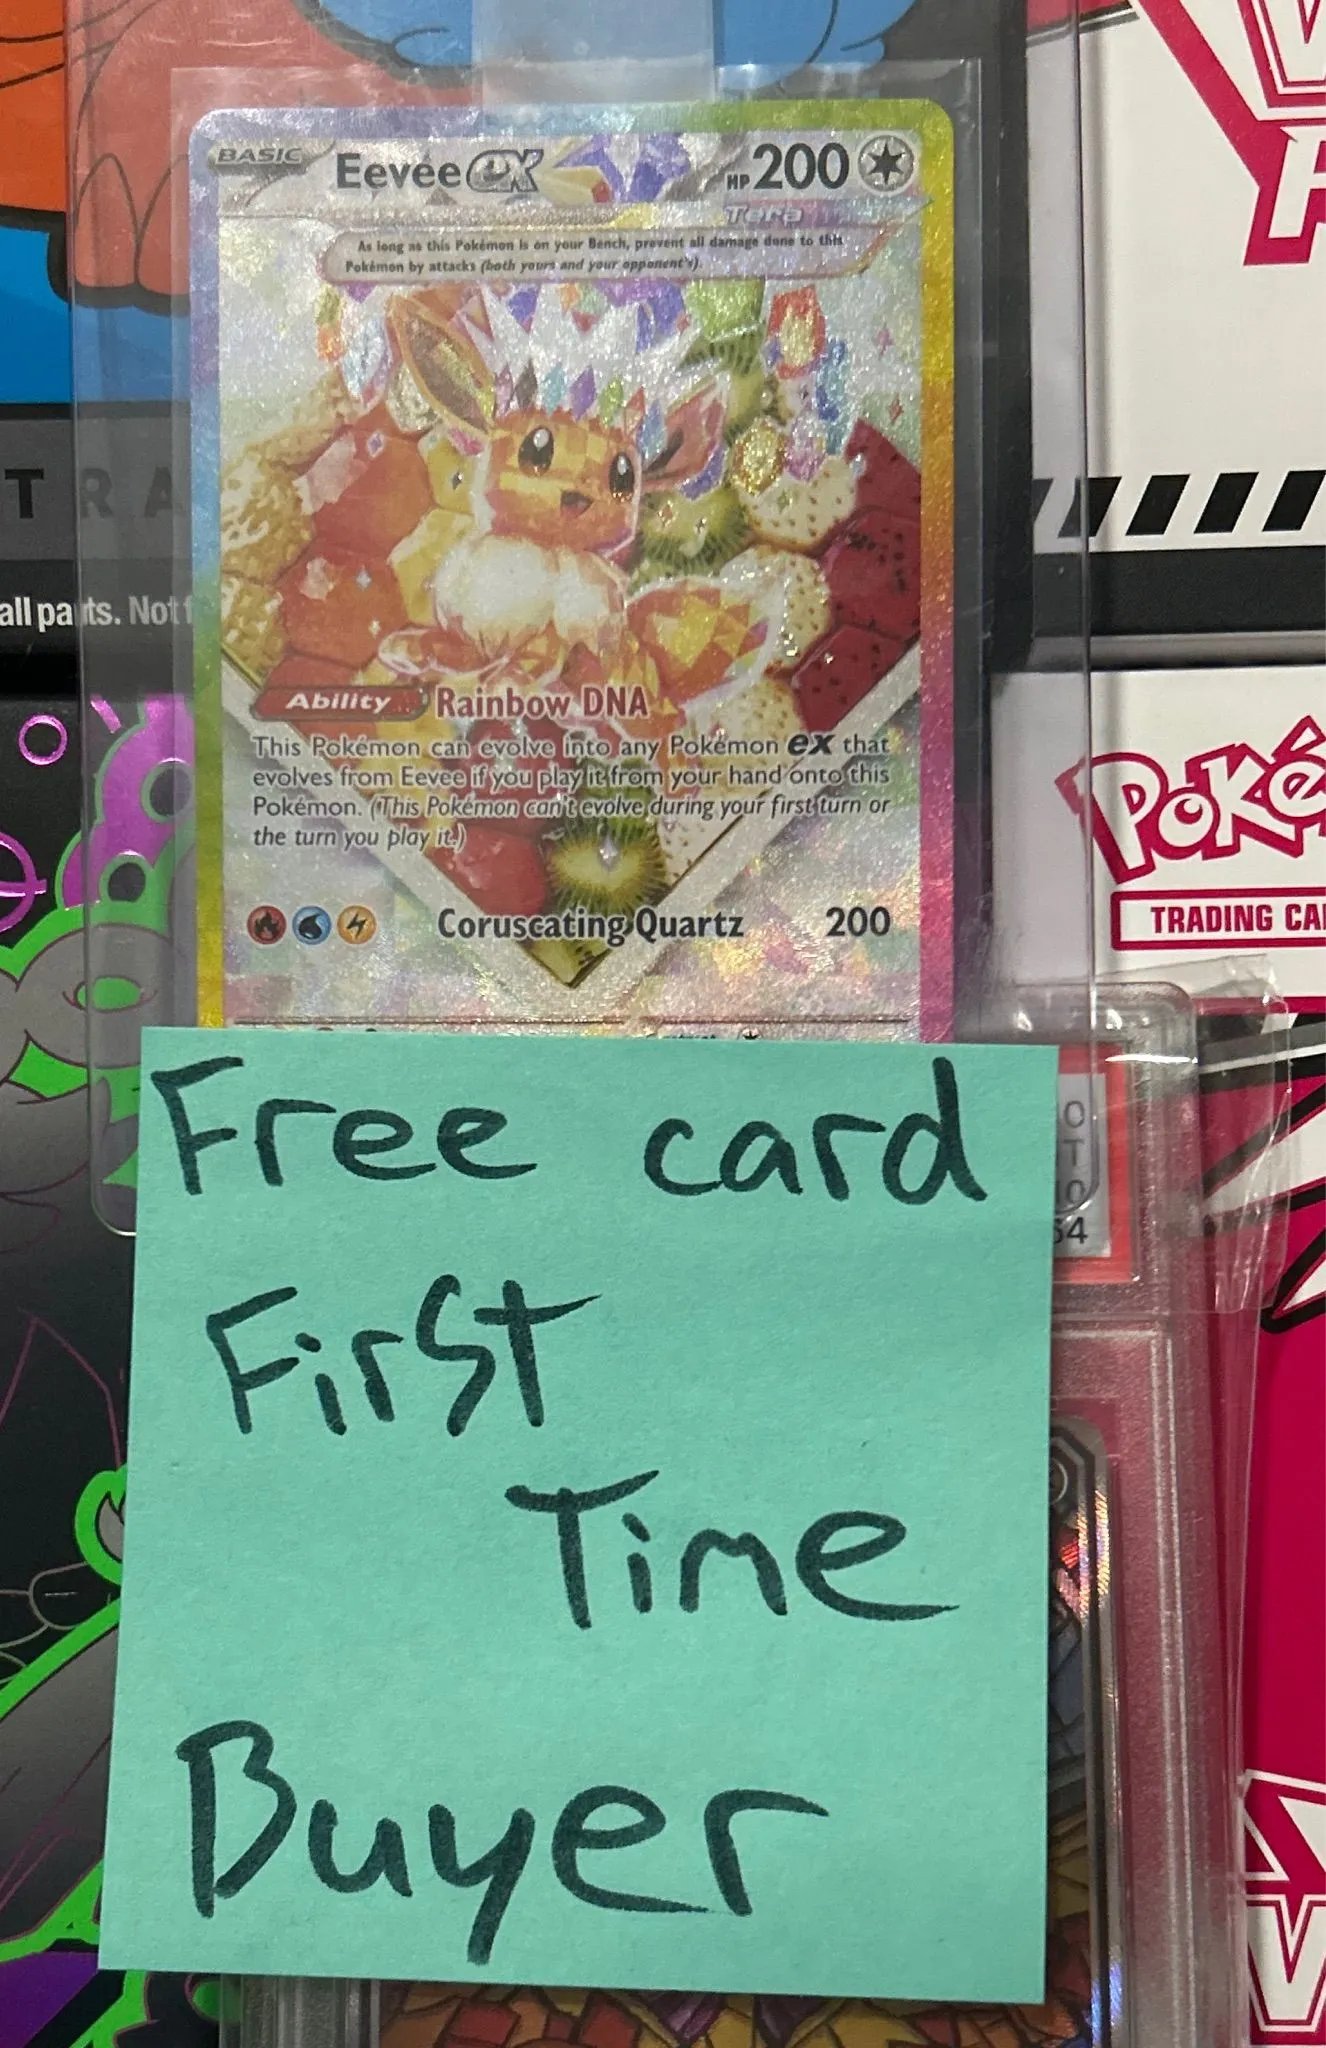 TRA
all parts. Not
BASIC Eevee ex HP 200
Tera
As long as this Pokémon is on your Bench, prevent all damage done to this
Pokémon by attacks (both yours and your opponent's).
Ability Rainbow DNA
This Pokémon can evolve into any Pokémon ex that
evolves from Eevee if you play it from your hand onto this
Pokémon. (This Pokémon can't evolve during your first turn or
the turn you play it.)
Coruscating Quartz 200
Poké
TRADING CA
Free card
First
Time
Buyer